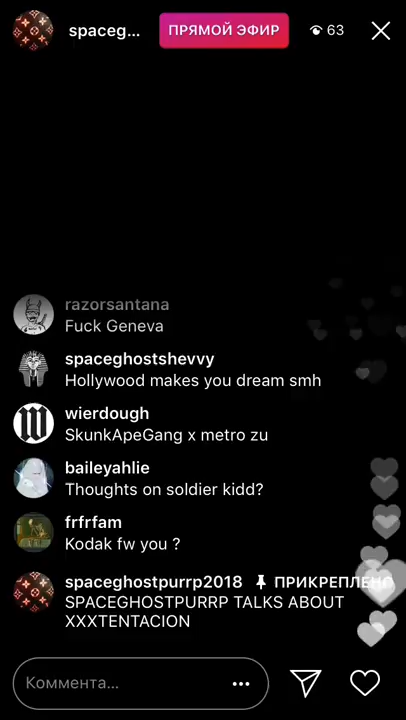 spaceg...
ПРЯМОЙ ЭФИР
63
razorsantana
Fuck Geneva
spaceghostshevvy
Hollywood makes you dream smh
wierdough
SkunkApeGang x metro zu
baileyahlie
Thoughts on soldier kidd?
frfrfam
Kodak fw you ?
spaceghostpurrp2018 ПРИКРЕПЛЕНО
SPACEGHOSTPURRP TALKS ABOUT
XXXTENTACION
Коммента...